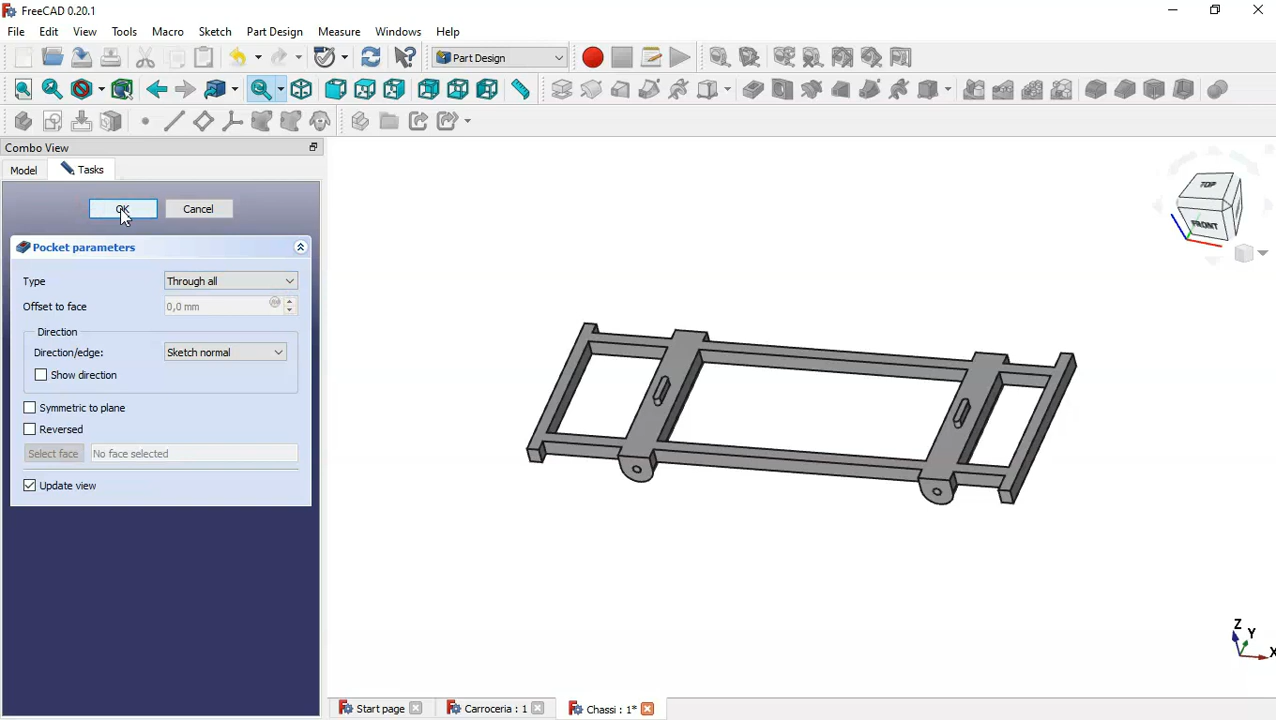 FreeCAD 0.20.1
File Edit View Tools Macro Sketch Part Design Measure Windows Help
Part Design
Combo View
Model Tasks
OK Cancel
Pocket parameters
Type Through all
Offset to face 0,0 mm
Direction
Direction/edge: Sketch normal
Show direction
Symmetric to plane
Reversed
Select face No face selected
Update view
TOP
FRONT
Z
Y
X
Start page Carroceria : 1 Chassi : 1*